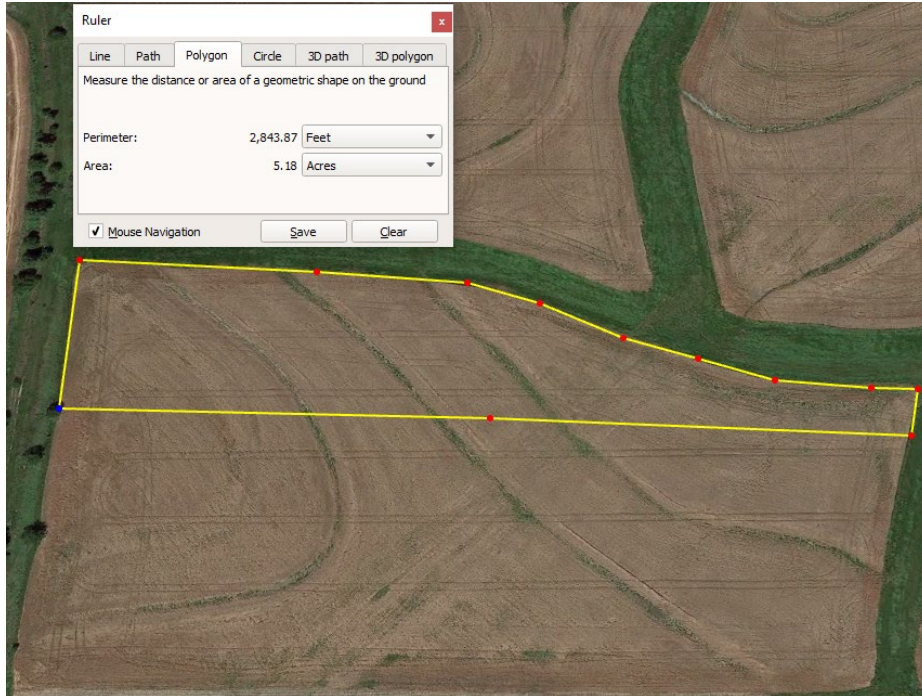 Ruler
x
Line Path Polygon Circle 3D path 3D polygon
Measure the distance or area of a geometric shape on the ground
Perimeter: 2,843.87 Feet
Area: 5.18 Acres
Mouse Navigation Save Clear